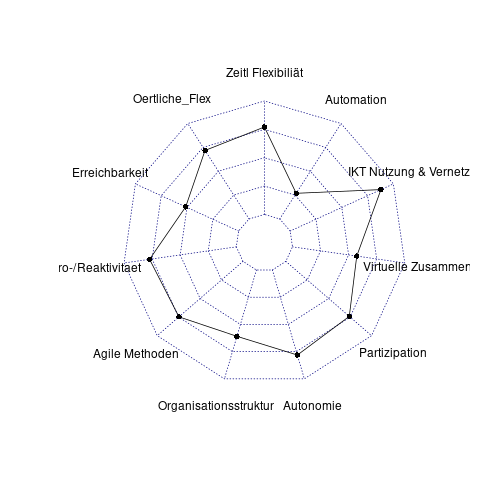 Zeitl Flexibiliät
Oertliche_Flex
Automation
Erreichbarkeit
IKT Nutzung & Vernetz
ro-/Reaktivitaet
Virtuelle Zusammen
Agile Methoden
Partizipation
Organisationsstruktur
Autonomie